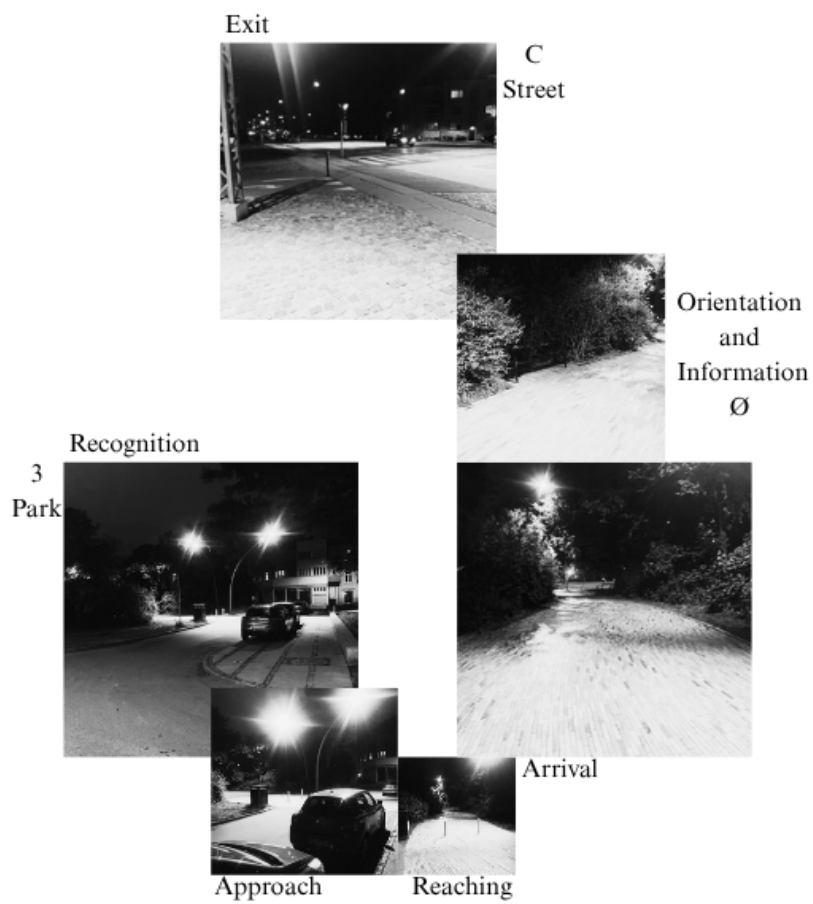 Exit
C
Street
Orientation
and
Information
Ø
Recognition
3
Park
Arrival
Approach
Reaching